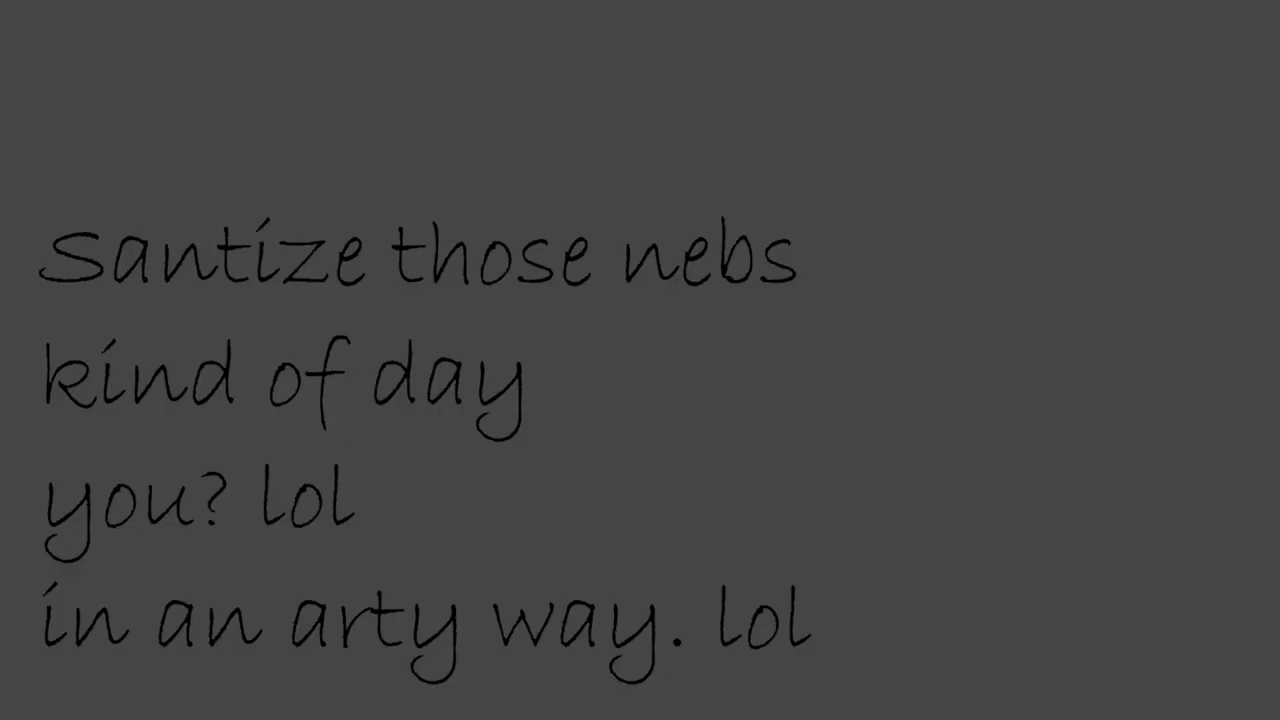 Santize those nebs
kind of day
you? lol
in an arty way. lol